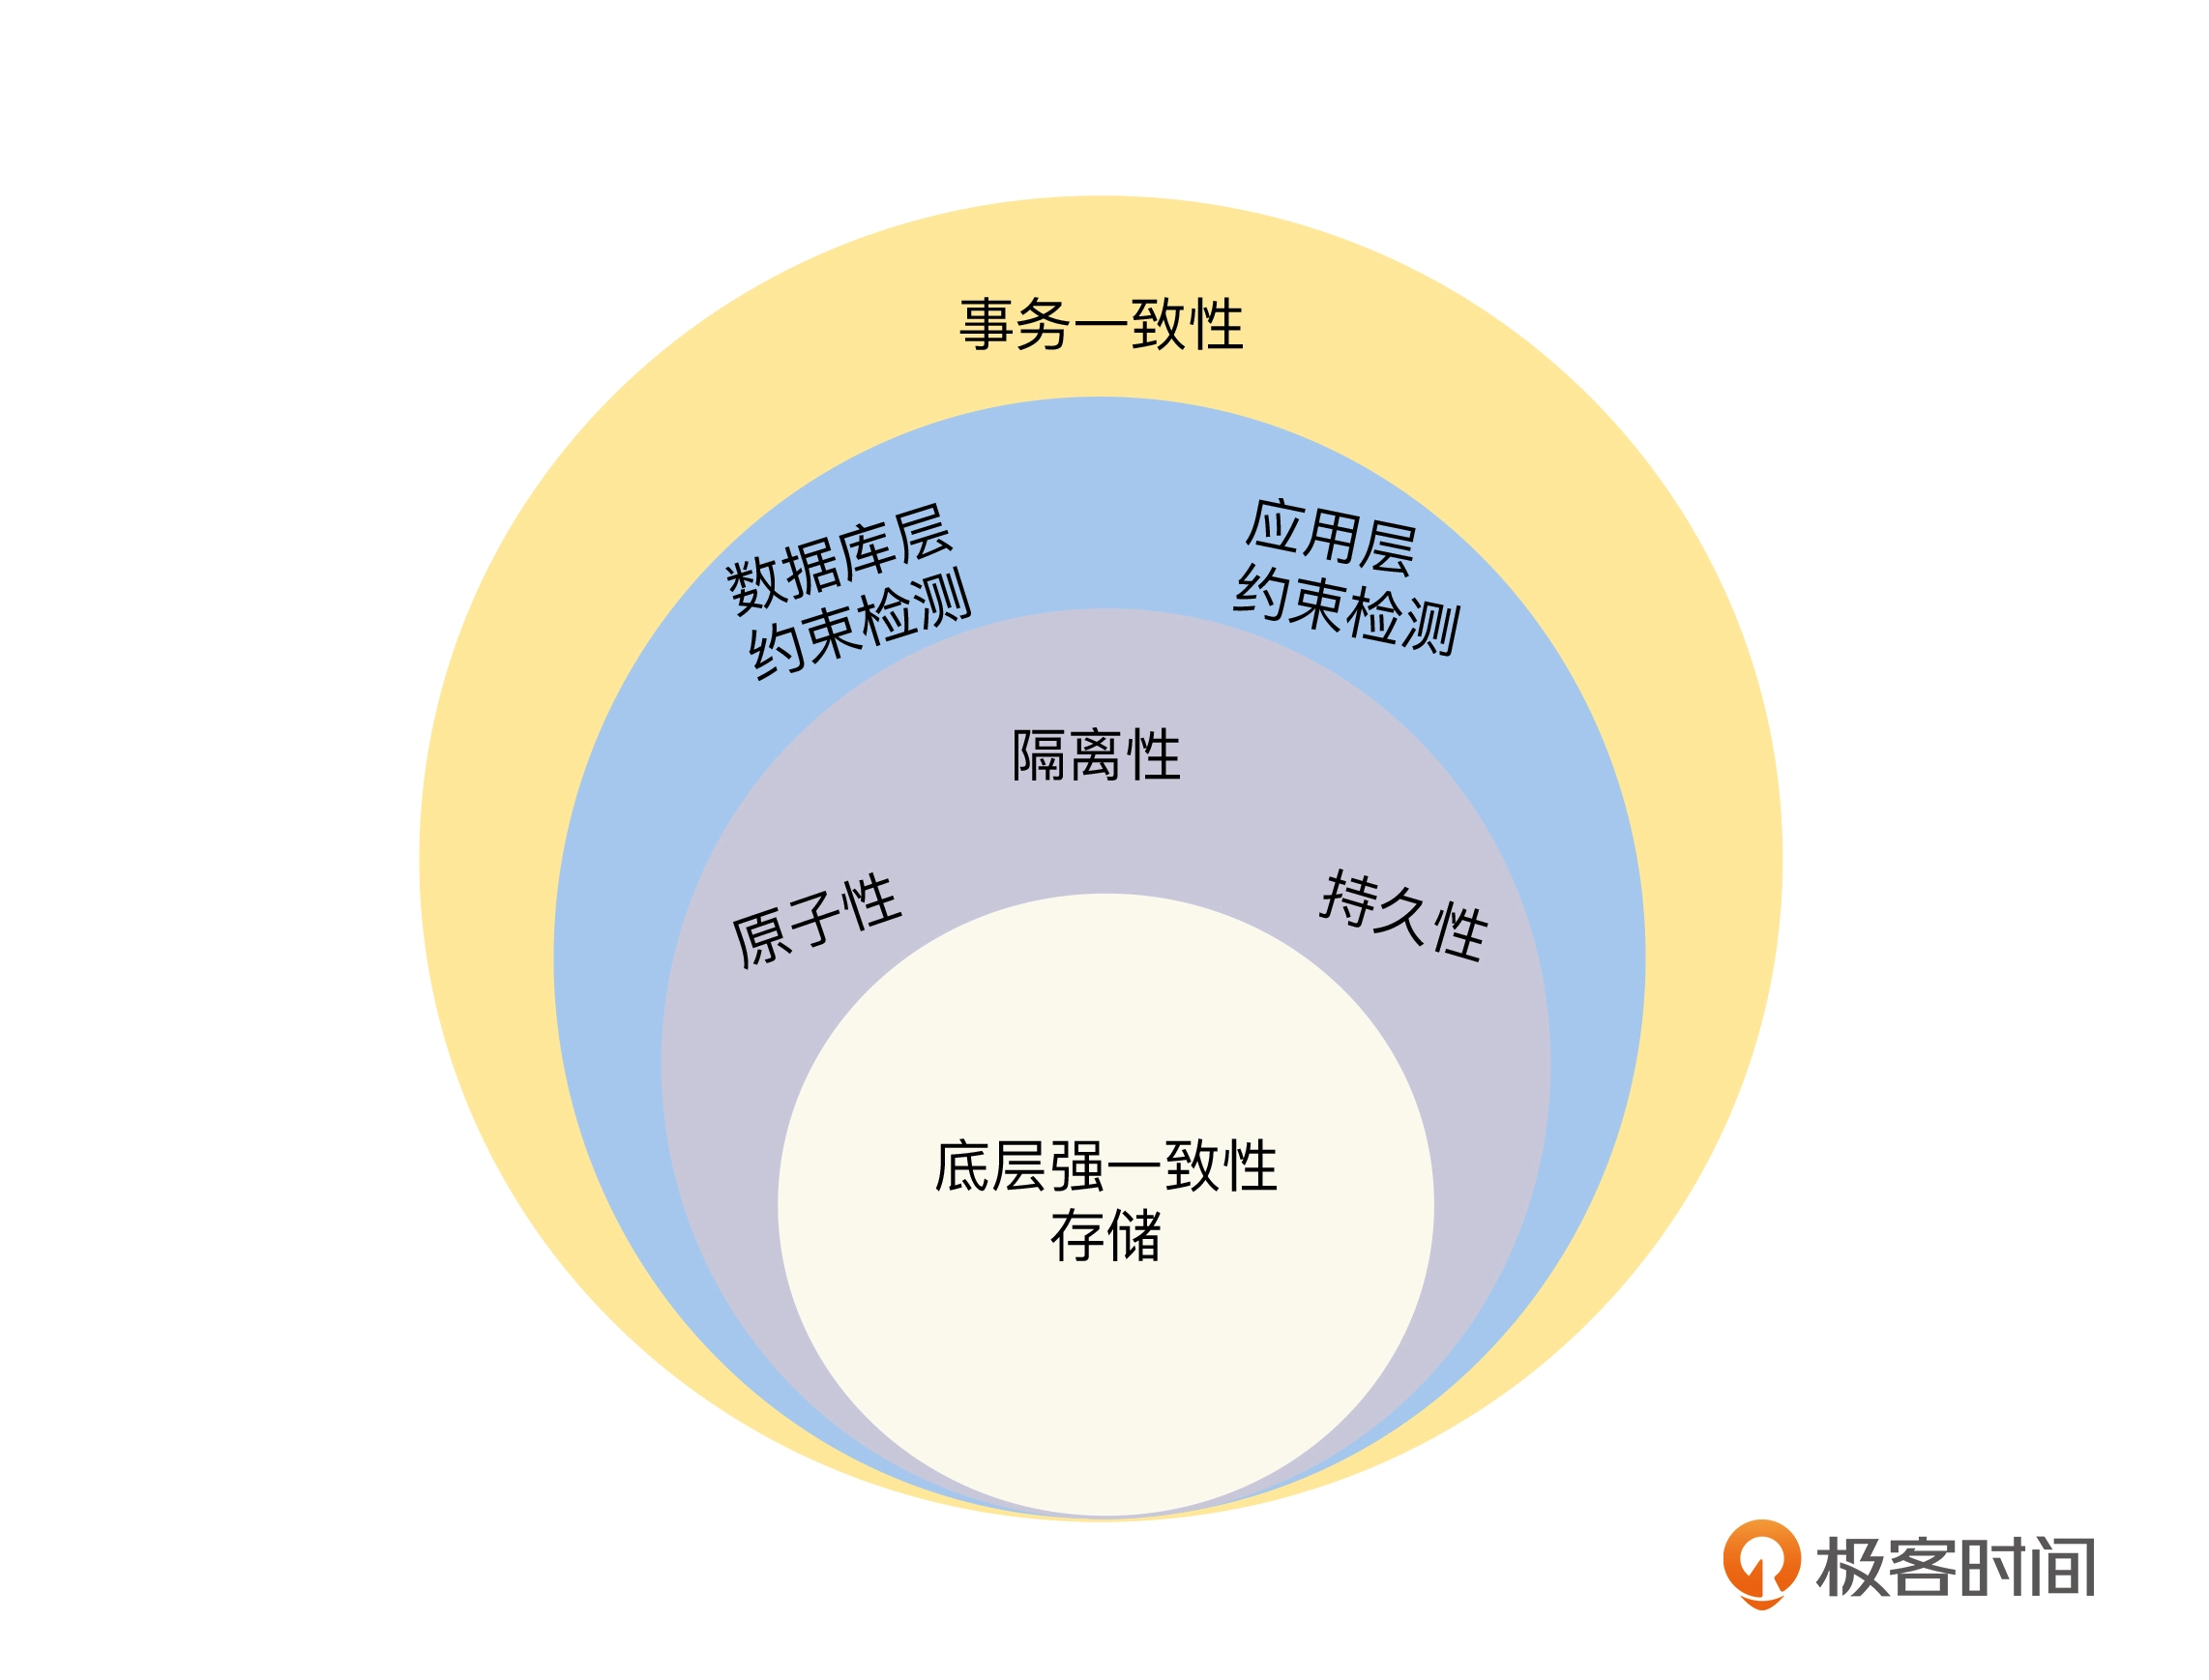 事务一致性
数据库层
约束检测
应用层
约束检测
隔离性
原子性
持久性
底层强一致性
存储
极客时间